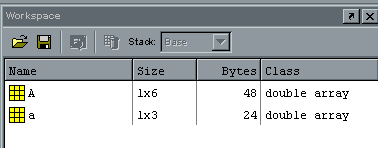 Workspace
Stack: Base
Name Size Bytes Class
A 1x6 48 double array
a 1x3 24 double array